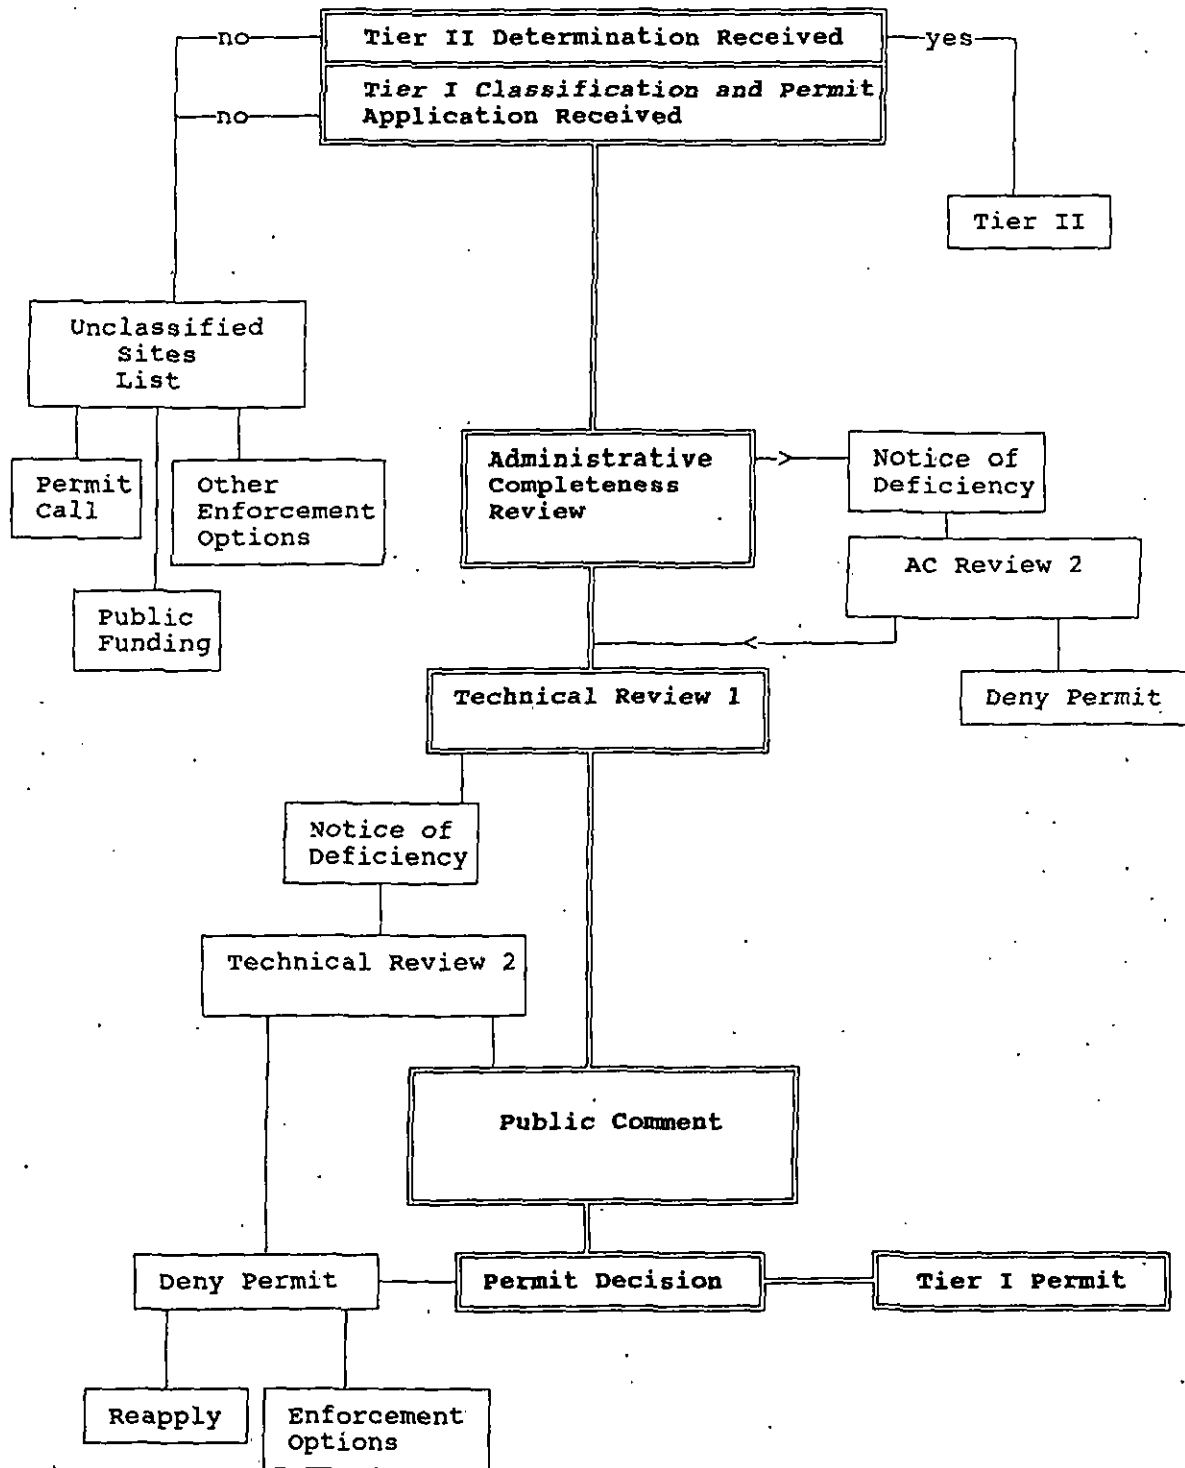 no
Tier II Determination Received
yes
Tier I Classification and Permit
no
Application Received
Tier II
Unclassified
Sites
List
Permit
Call
Other
Enforcement
Options
Public
Funding
Administrative
Completeness
Review
Notice of
Deficiency
AC Review 2
Deny Permit
Technical Review 1
Notice of
Deficiency
Technical Review 2
Public Comment
Deny Permit
Permit Decision
Tier I Permit
Reapply
Enforcement
Options